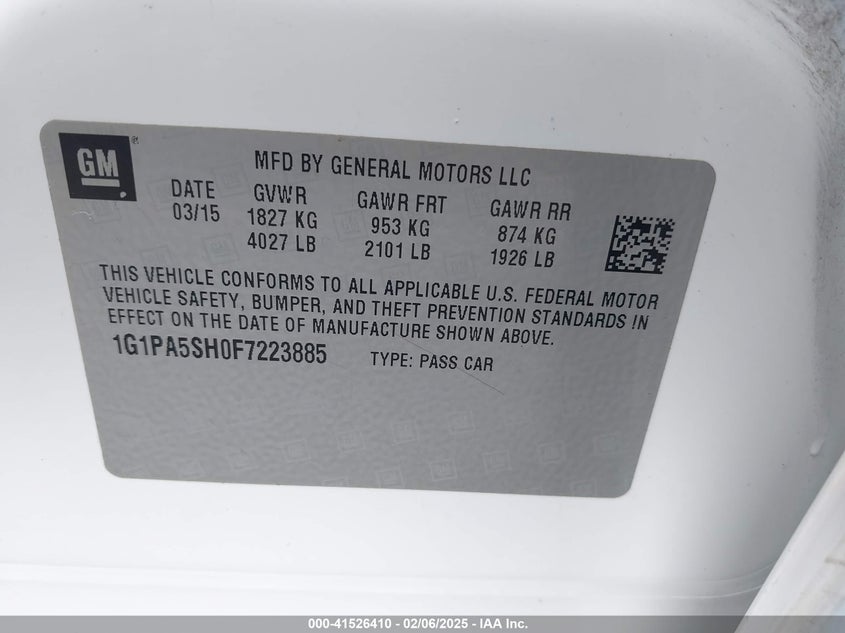 GM
MFD BY GENERAL MOTORS LLC
DATE GVWR GAWR FRT GAWR RR
03/15 1827 KG 953 KG 874 KG
4027 LB 2101 LB 1926 LB
THIS VEHICLE CONFORMS TO ALL APPLICABLE U.S. FEDERAL MOTOR
VEHICLE SAFETY, BUMPER, AND THEFT PREVENTION STANDARDS IN
EFFECT ON THE DATE OF MANUFACTURE SHOWN ABOVE.
1G1PA5SH0F7223885 TYPE: PASS CAR
000-41526410 - 02/06/2025 - IAA Inc.